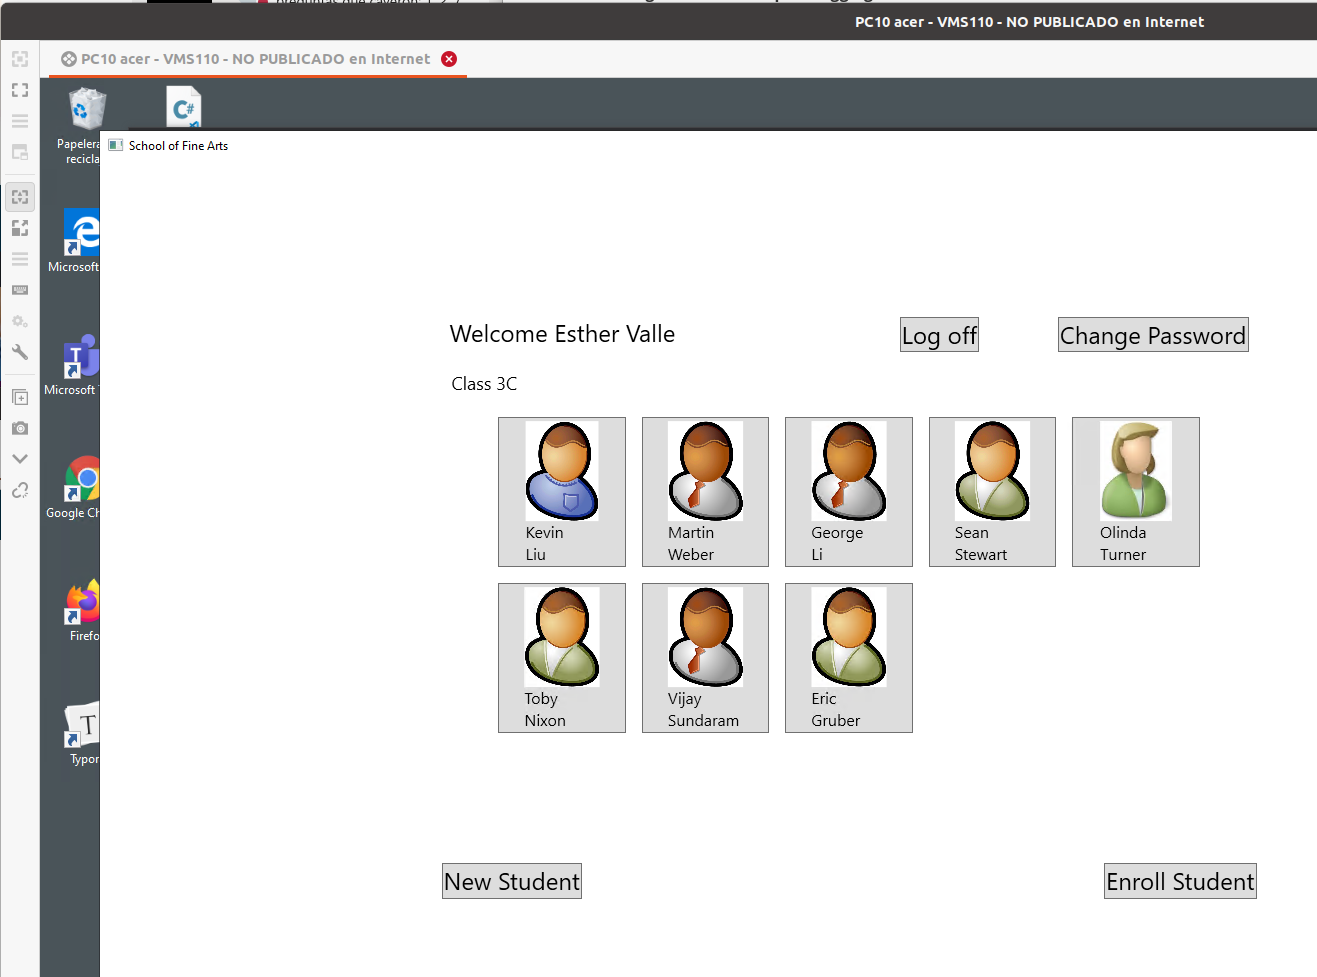 PC10 acer - VMS110 - NO PUBLICADO en Internet
PC10 acer - VMS110 - NO PUBLICADO en Internet
C#
Papelera
recicla
School of Fine Arts
Microsoft
Welcome Esther Valle
Log off
Change Password
Class 3C
T
Microsoft T
Google Ch
Kevin
Liu
Martin
Weber
George
Li
Sean
Stewart
Olinda
Turner
Firefo
Toby
Nixon
Vijay
Sundaram
Eric
Gruber
T
Typor
New Student
Enroll Student